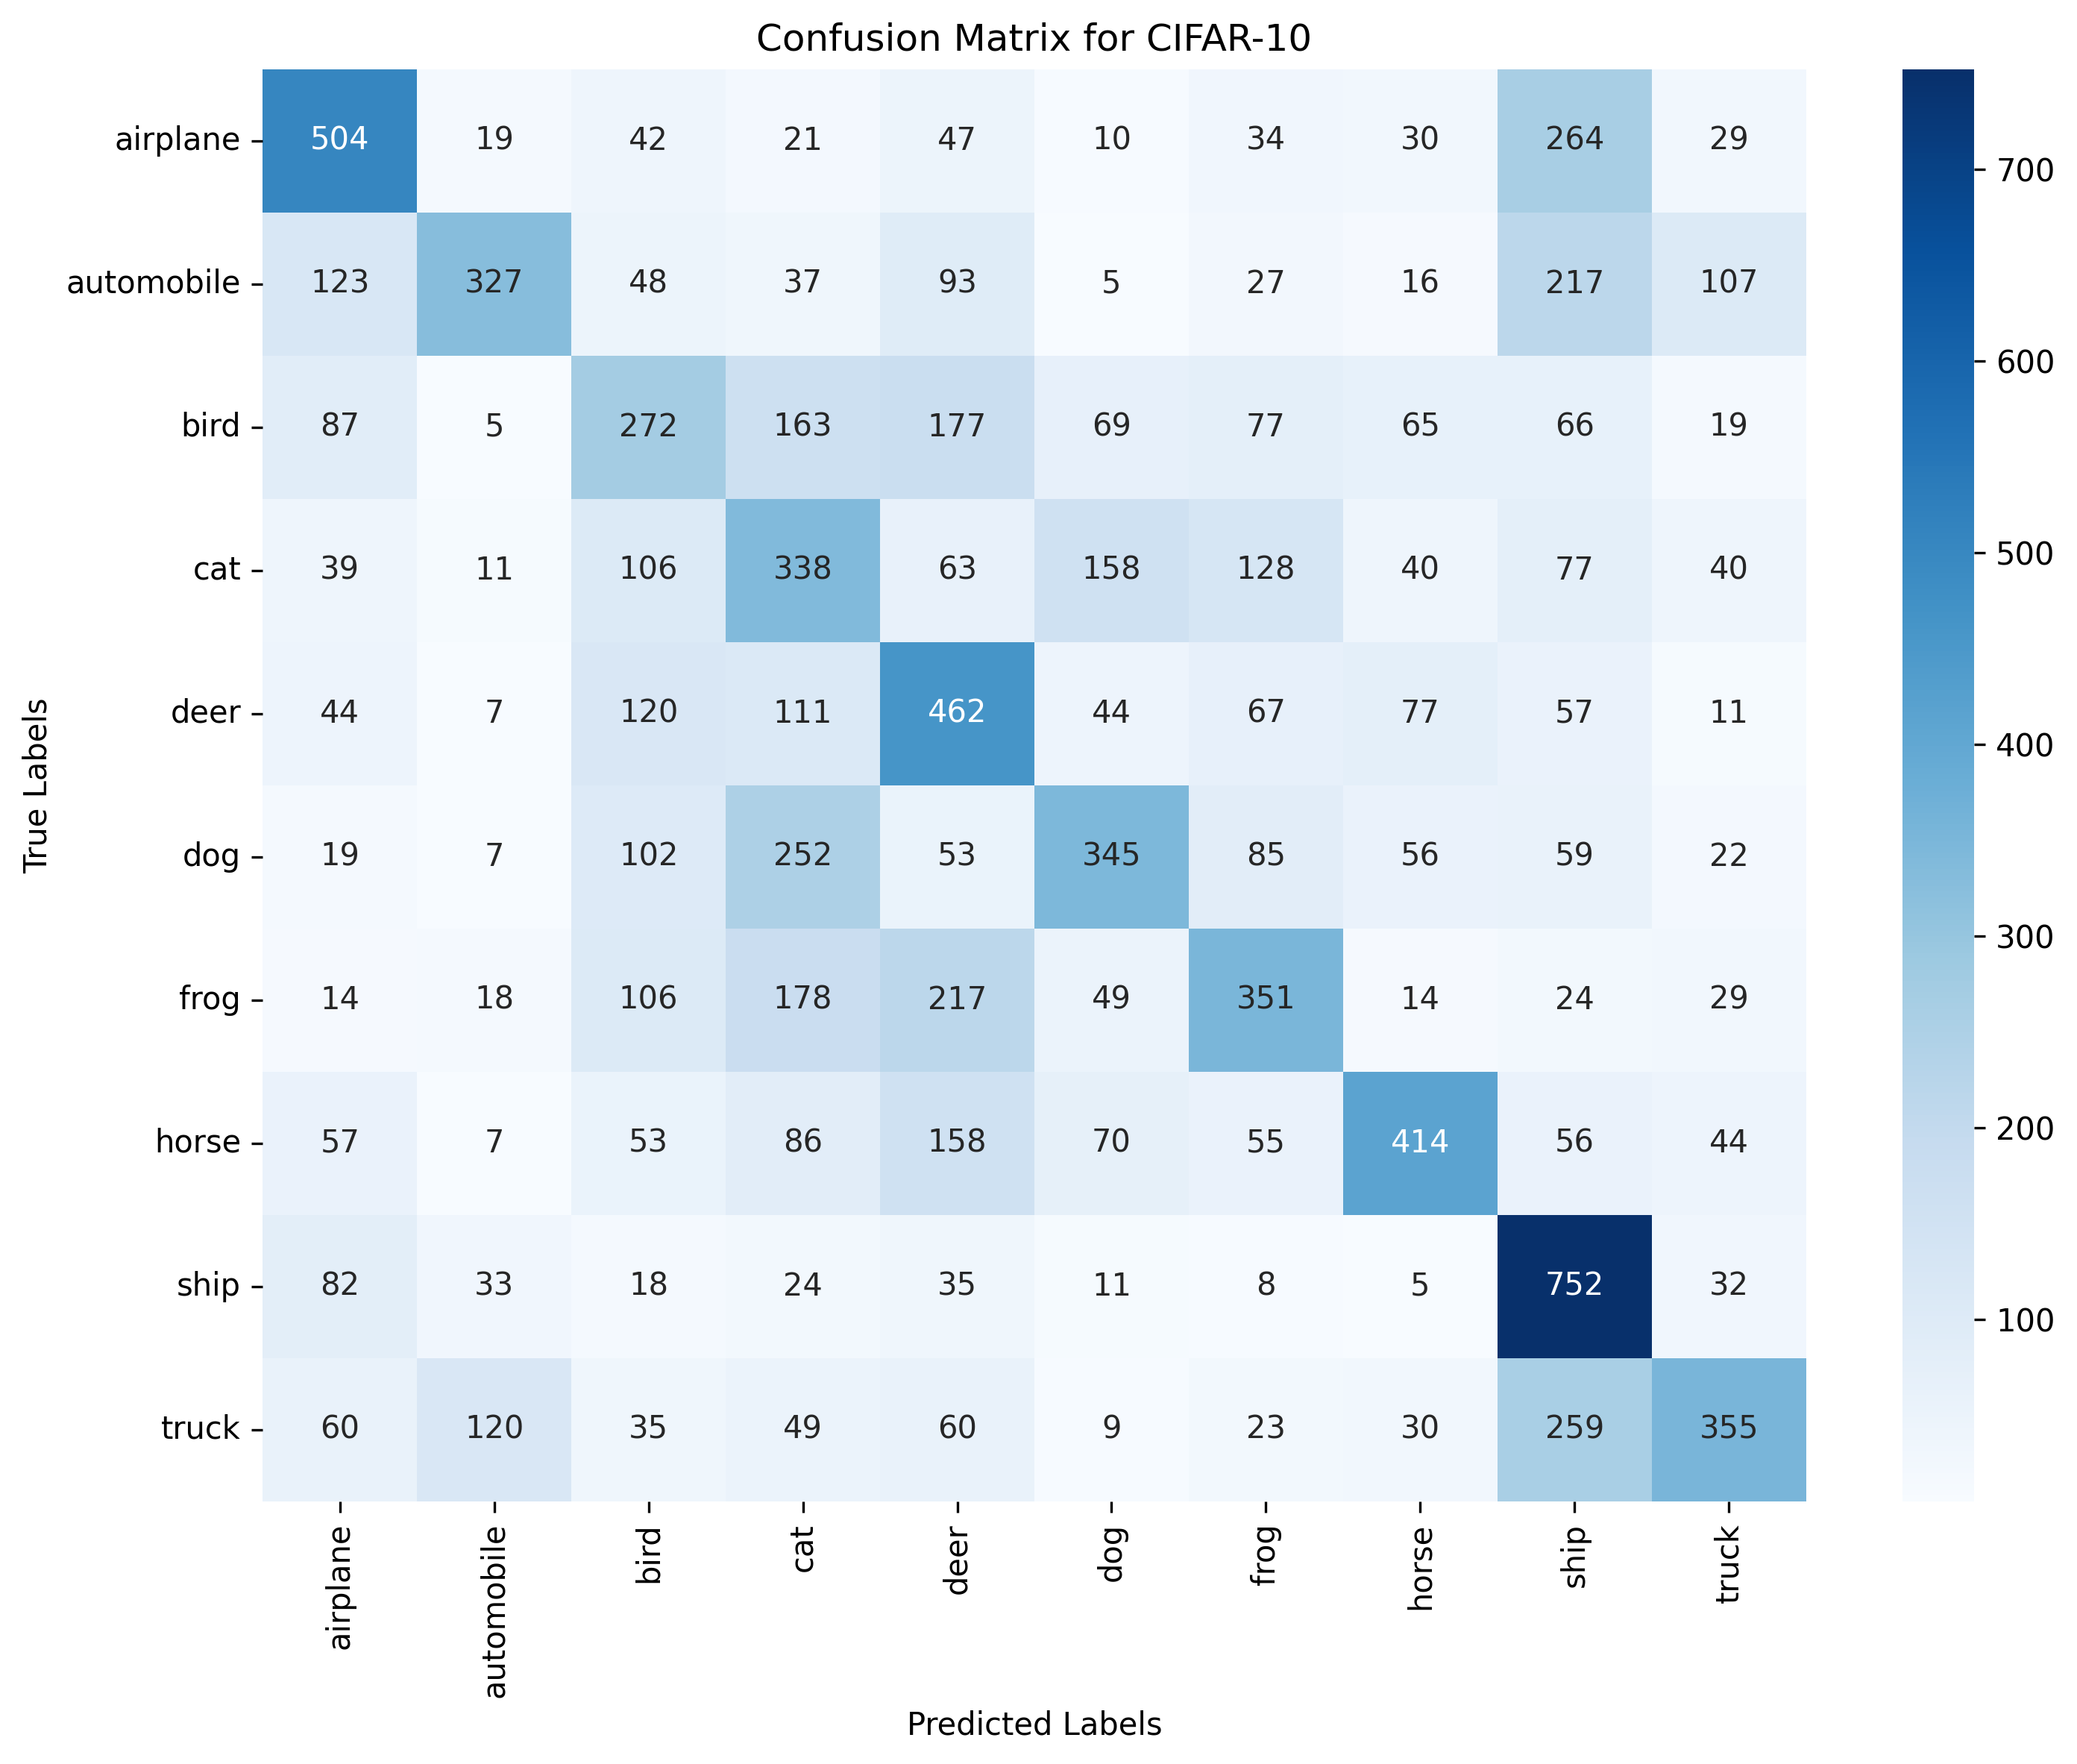 Confusion Matrix for CIFAR-10
airplane 504 19 42 21 47 10 34 30 264 29
automobile 123 327 48 37 93 5 27 16 217 107
bird 87 5 272 163 177 69 77 65 66 19
cat 39 11 106 338 63 158 128 40 77 40
deer 44 7 120 111 462 44 67 77 57 11
dog 19 7 102 252 53 345 85 56 59 22
frog 14 18 106 178 217 49 351 14 24 29
horse 57 7 53 86 158 70 55 414 56 44
ship 82 33 18 24 35 11 8 5 752 32
truck 60 120 35 49 60 9 23 30 259 355
airplane automobile bird cat deer dog frog horse ship truck
Predicted Labels
True Labels
700
600
500
400
300
200
100